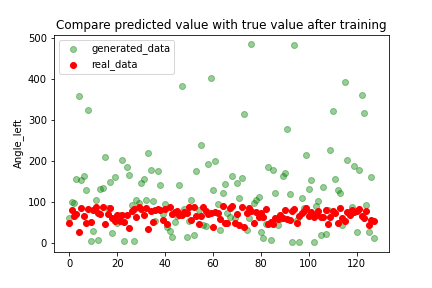 Compare predicted value with true value after training
generated_data
real_data
Angle_left
500
400
300
200
100
0
0 20 40 60 80 100 120